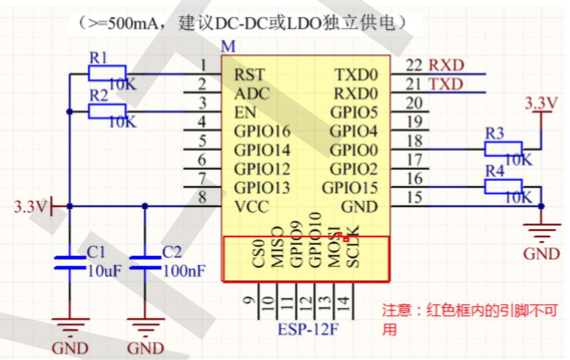 （>=500mA，建议DC-DC或LDO独立供电）
M
R1
10K
R2
10K
1 RST TXD0 22 RXD
2 ADC RXD0 21 TXD
3 EN GPIO5 20
4 GPIO16 GPIO4 19
5 GPIO14 GPIO0 18
6 GPIO12 GPIO2 17
7 GPIO13 GPIO15 16
8 VCC GND 15
3.3V
3.3V
R3
10K
R4
10K
GND
C1
10uF
C2
100nF
GND
GND
CS0
MISO
GPIO9
GPIO10
MOSI
SCLK
9
10
11
12
13
14
ESP-12F
注意：红色框内的引脚不可
用